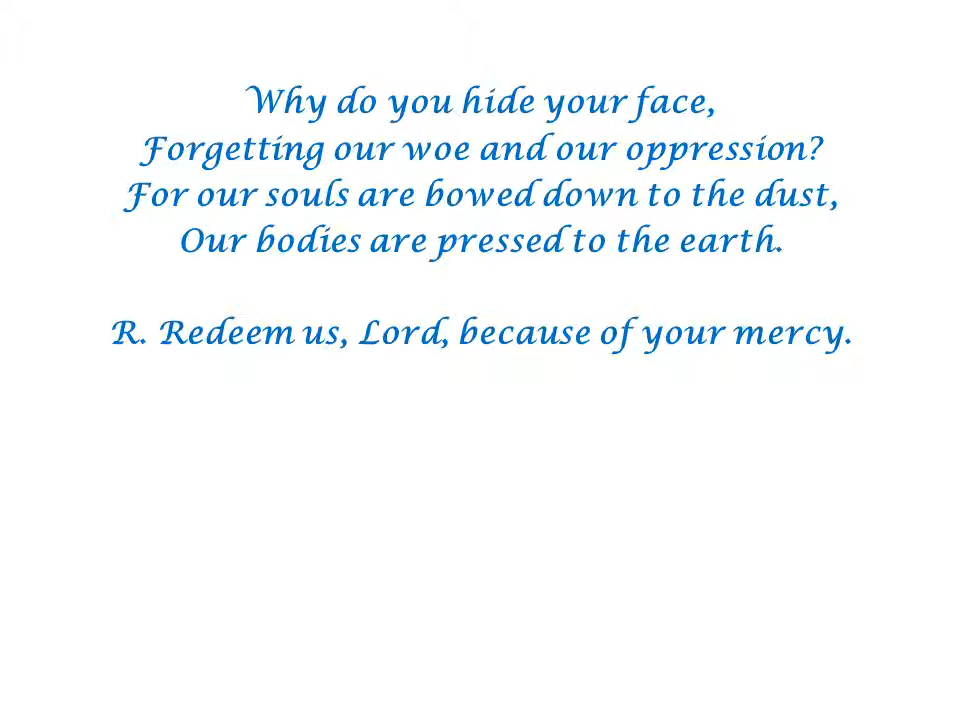 Why do you hide your face,
Forgetting our woe and our oppression?
For our souls are bowed down to the dust,
Our bodies are pressed to the earth.
R. Redeem us, Lord, because of your mercy.